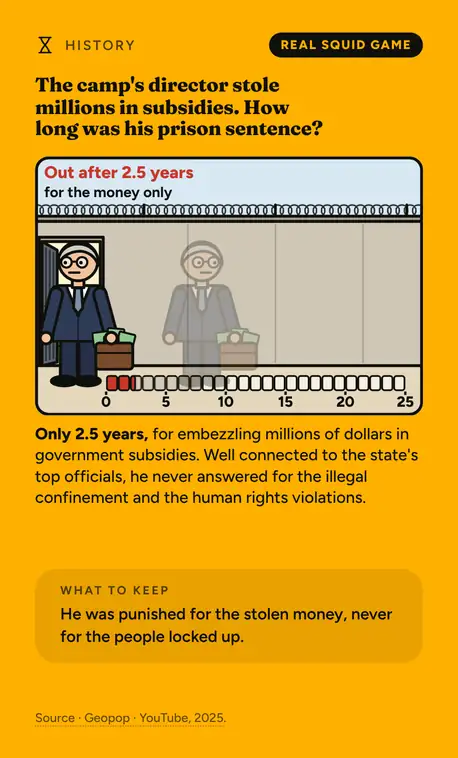 HISTORY
REAL SQUID GAME
The camp's director stole
millions in subsidies. How
long was his prison sentence?
Out after 2.5 years
for the money only
0 5 10 15 20 25
Only 2.5 years, for embezzling millions of dollars in
government subsidies. Well connected to the state's
top officials, he never answered for the illegal
confinement and the human rights violations.
WHAT TO KEEP
He was punished for the stolen money, never
for the people locked up.
Source · Geopop · YouTube, 2025.